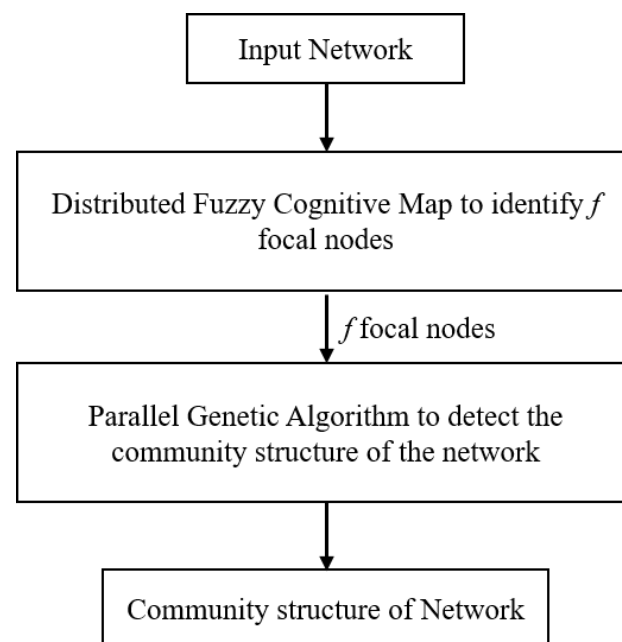 Input Network
Distributed Fuzzy Cognitive Map to identify f
focal nodes
f focal nodes
Parallel Genetic Algorithm to detect the
community structure of the network
Community structure of Network